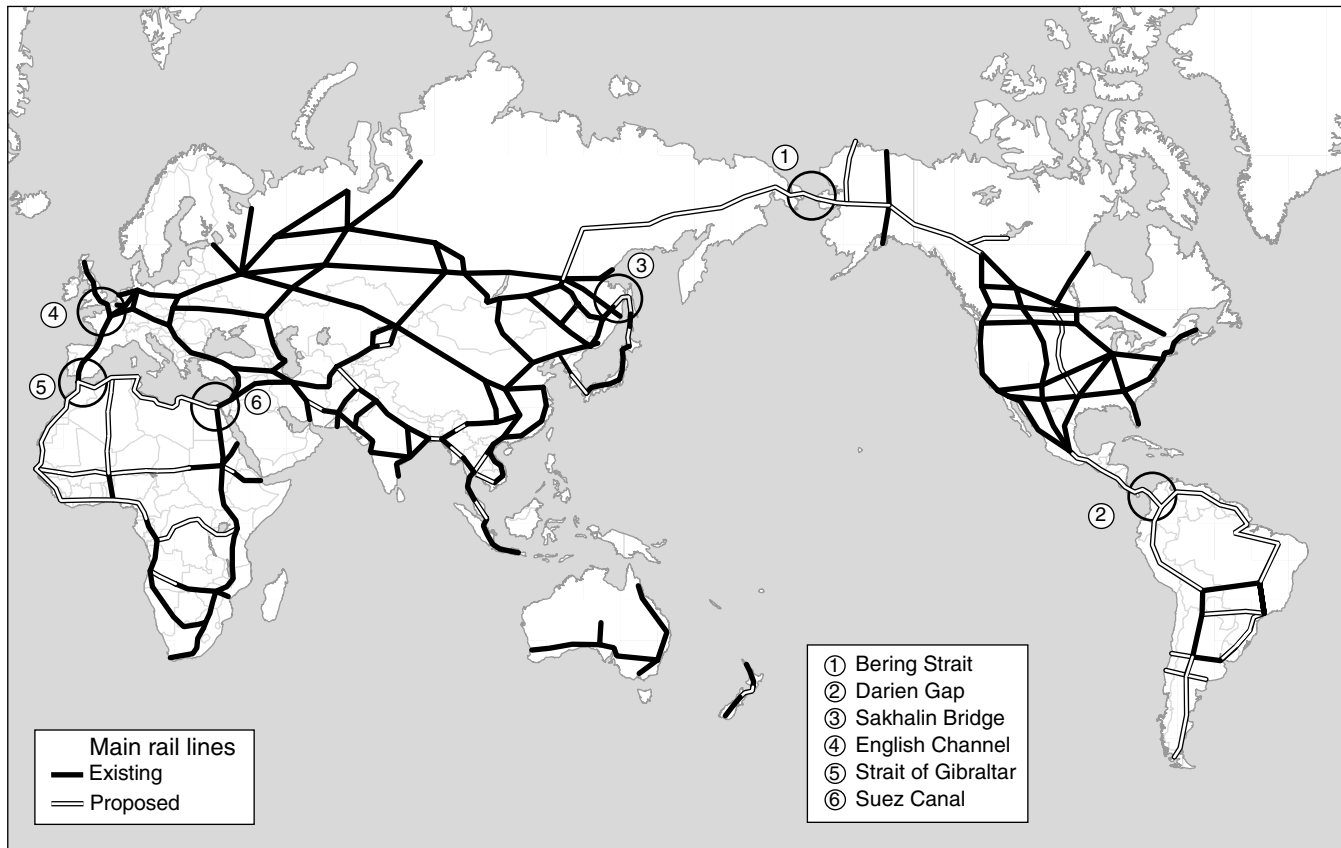 1
3
4
5
6
2
1 Bering Strait
2 Darien Gap
3 Sakhalin Bridge
4 English Channel
5 Strait of Gibraltar
6 Suez Canal
Main rail lines
Existing
Proposed